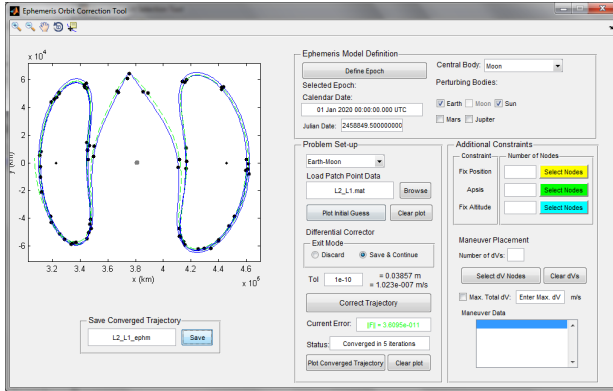 Ephemeris Orbit Correction Tool
x 10^4
6
4
2
0
-2
-4
-6
y (km)
3.2
3.4
3.6
3.8
4
4.2
4.4
4.6
x (km)
x 10^5
Save Converged Trajectory
L2_L1_ephm
Save
Ephemeris Model Definition
Define Epoch
Selected Epoch:
Calendar Date:
01 Jan 2020 00:00:00.000 UTC
Julian Date:
2458849.500000000
Central Body:
Moon
Perturbing Bodies:
Earth
Moon
Sun
Mars
Jupiter
Problem Set-up
Earth-Moon
Load Patch Point Data
L2_L1.mat
Browse
Plot Initial Guess
Clear plot
Differential Corrector
Exit Mode
Discard
Save & Continue
Tol
1e-10
= 0.03857 m
= 1.023e-007 m/s
Correct Trajectory
Current Error:
|F| = 3.6095e-011
Status:
Converged in 5 iterations
Plot Converged Trajectory
Clear plot
Additional Constraints
Constraint
Number of Nodes
Fix Position
Select Nodes
Apsis
Select Nodes
Fix Altitude
Select Nodes
Maneuver Placement
Number of dVs:
Select dV Nodes
Clear dVs
Max. Total dV:
Enter Max. dV
m/s
Maneuver Data